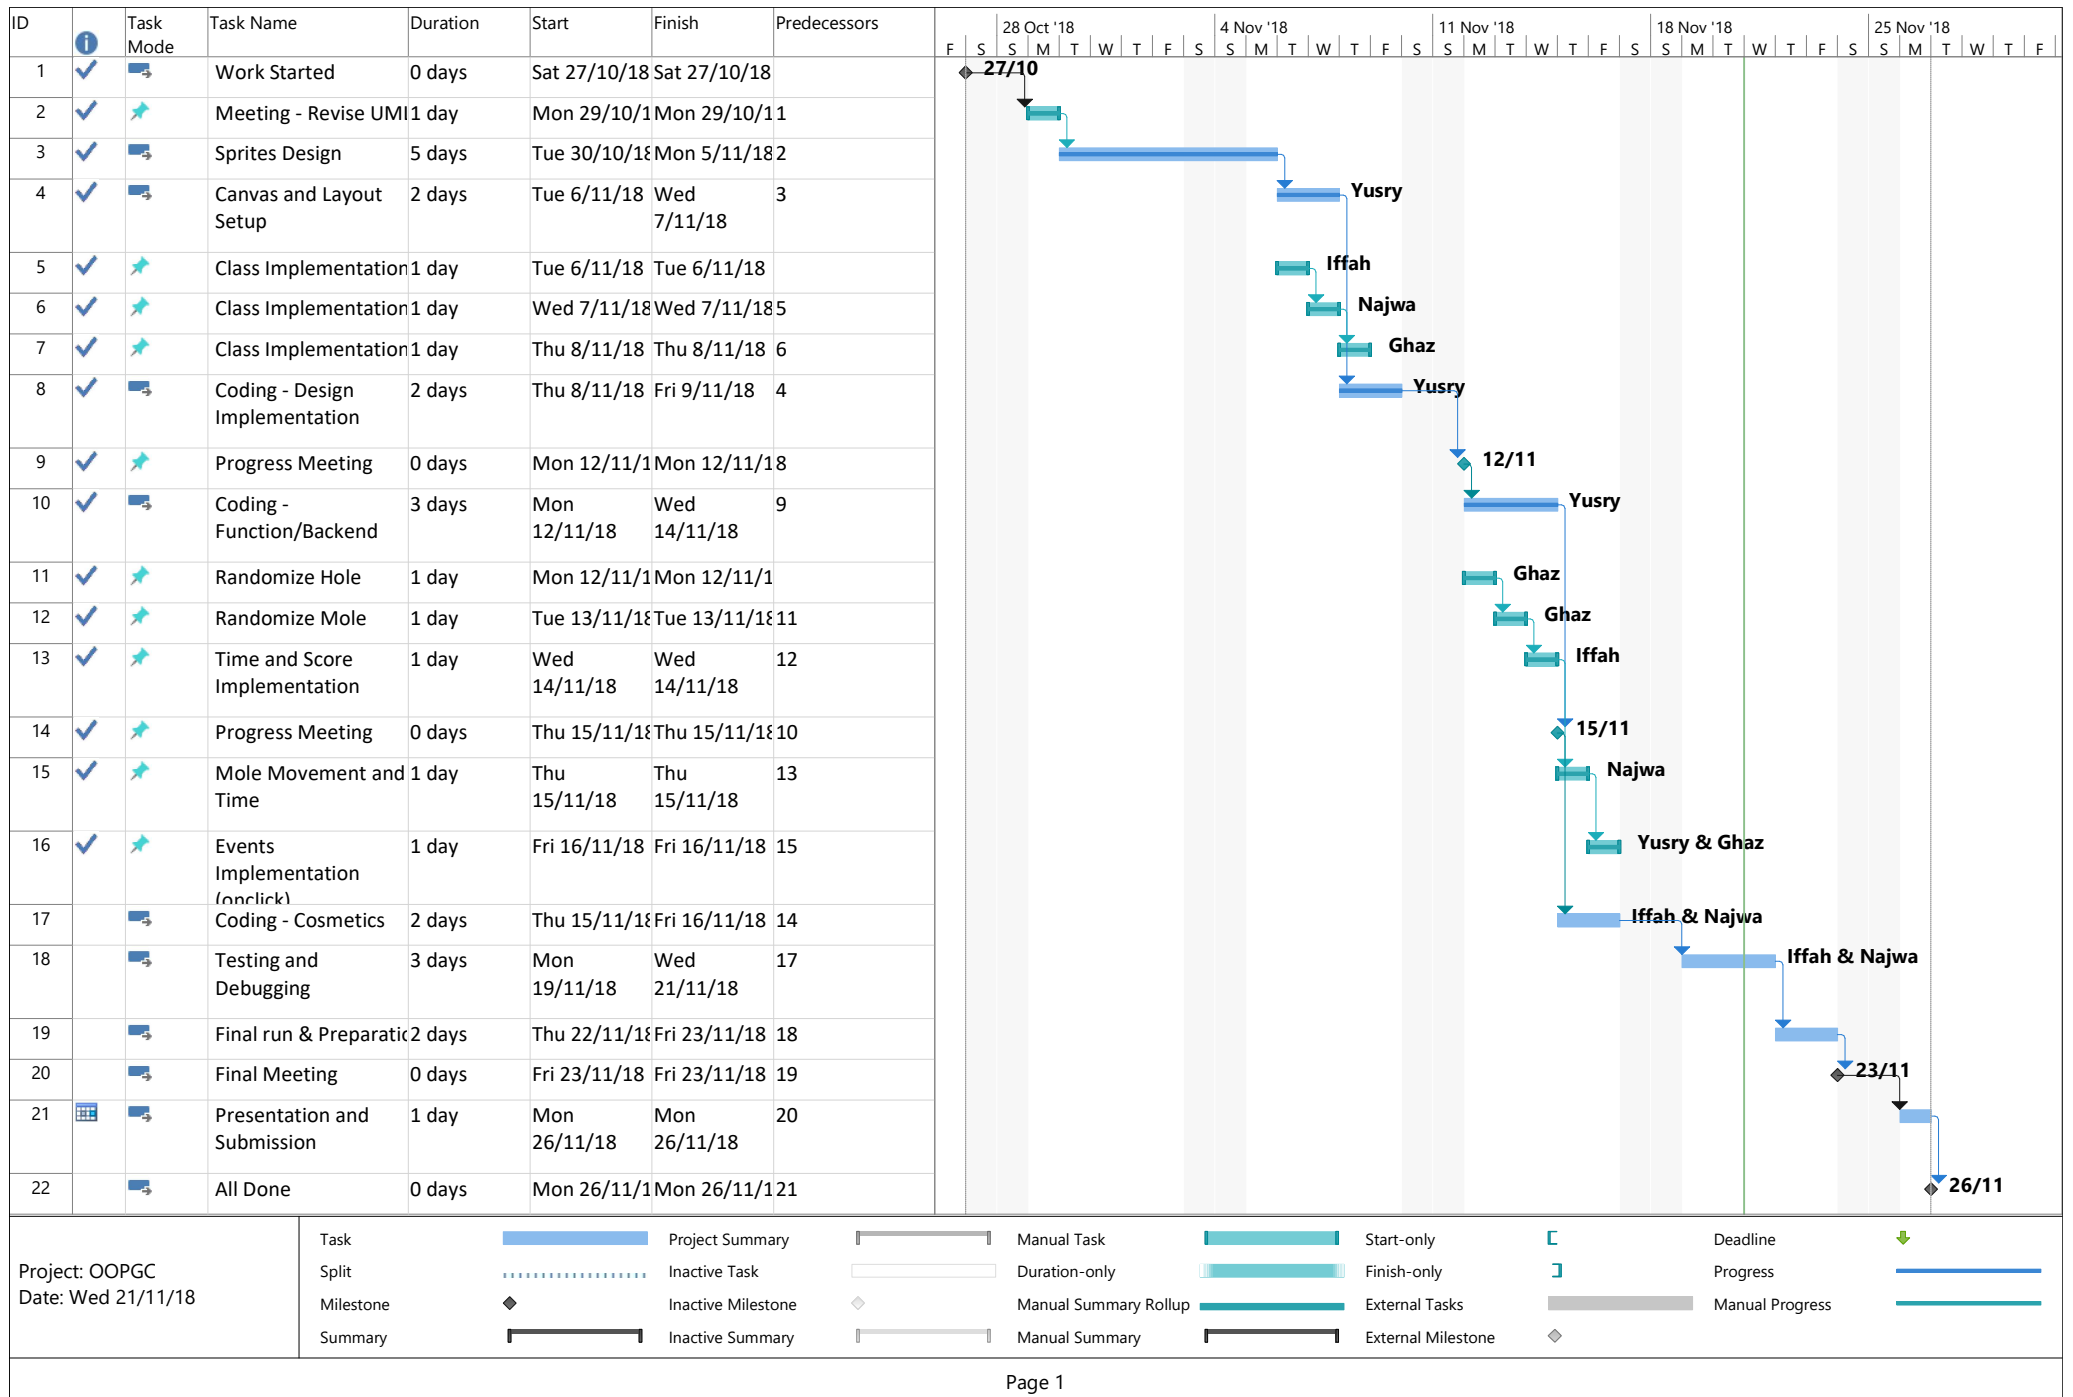 ID Task Mode Task Name Duration Start Finish Predecessors
28 Oct '18 4 Nov '18 11 Nov '18 18 Nov '18 25 Nov '18
F S S M T W T F S S M T W T F S S M T W T F S S M T W T F S S M T W T F
1 Work Started 0 days Sat 27/10/18 Sat 27/10/18 27/10
2 Meeting - Revise UML 1 day Mon 29/10/1 Mon 29/10/1 1
3 Sprites Design 5 days Tue 30/10/18 Mon 5/11/18 2
4 Canvas and Layout Setup 2 days Tue 6/11/18 Wed 7/11/18 3 Yusry
5 Class Implementation 1 day Tue 6/11/18 Tue 6/11/18 Iffah
6 Class Implementation 1 day Wed 7/11/18 Wed 7/11/18 5 Najwa
7 Class Implementation 1 day Thu 8/11/18 Thu 8/11/18 6 Ghaz
8 Coding - Design Implementation 2 days Thu 8/11/18 Fri 9/11/18 4 Yusry
9 Progress Meeting 0 days Mon 12/11/1 Mon 12/11/1 8 12/11
10 Coding - Function/Backend 3 days Mon 12/11/18 Wed 14/11/18 9 Yusry
11 Randomize Hole 1 day Mon 12/11/1 Mon 12/11/1 Ghaz
12 Randomize Mole 1 day Tue 13/11/18 Tue 13/11/18 11 Ghaz
13 Time and Score Implementation 1 day Wed 14/11/18 Wed 14/11/18 12 Iffah
14 Progress Meeting 0 days Thu 15/11/18 Thu 15/11/18 10 15/11
15 Mole Movement and Time 1 day Thu 15/11/18 Thu 15/11/18 13 Najwa
16 Events Implementation (onclick) 1 day Fri 16/11/18 Fri 16/11/18 15 Yusry & Ghaz
17 Coding - Cosmetics 2 days Thu 15/11/18 Fri 16/11/18 14 Iffah & Najwa
18 Testing and Debugging 3 days Mon 19/11/18 Wed 21/11/18 17 Iffah & Najwa
19 Final run & Preparatic 2 days Thu 22/11/18 Fri 23/11/18 18
20 Final Meeting 0 days Fri 23/11/18 Fri 23/11/18 19 23/11
21 Presentation and Submission 1 day Mon 26/11/18 Mon 26/11/18 20
22 All Done 0 days Mon 26/11/1 Mon 26/11/1 21 26/11
Project: OOPGC
Date: Wed 21/11/18
Task Project Summary Manual Task Start-only Deadline
Split Inactive Task Duration-only Finish-only Progress
Milestone Inactive Milestone Manual Summary Rollup External Tasks Manual Progress
Summary Inactive Summary Manual Summary External Milestone
Page 1